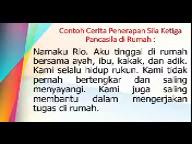 Contoh Cerita Penerapan Sila Ketiga
Pancasila di Rumah :
Namaku Rio. Aku tinggal di rumah
bersama ayah, ibu, kakak, dan adik.
Kami selalu hidup rukun. Kami tidak
pernah bertengkar dan saling
menyayangi. Kami juga saling
membantu dalam mengerjakan
tugas di rumah.